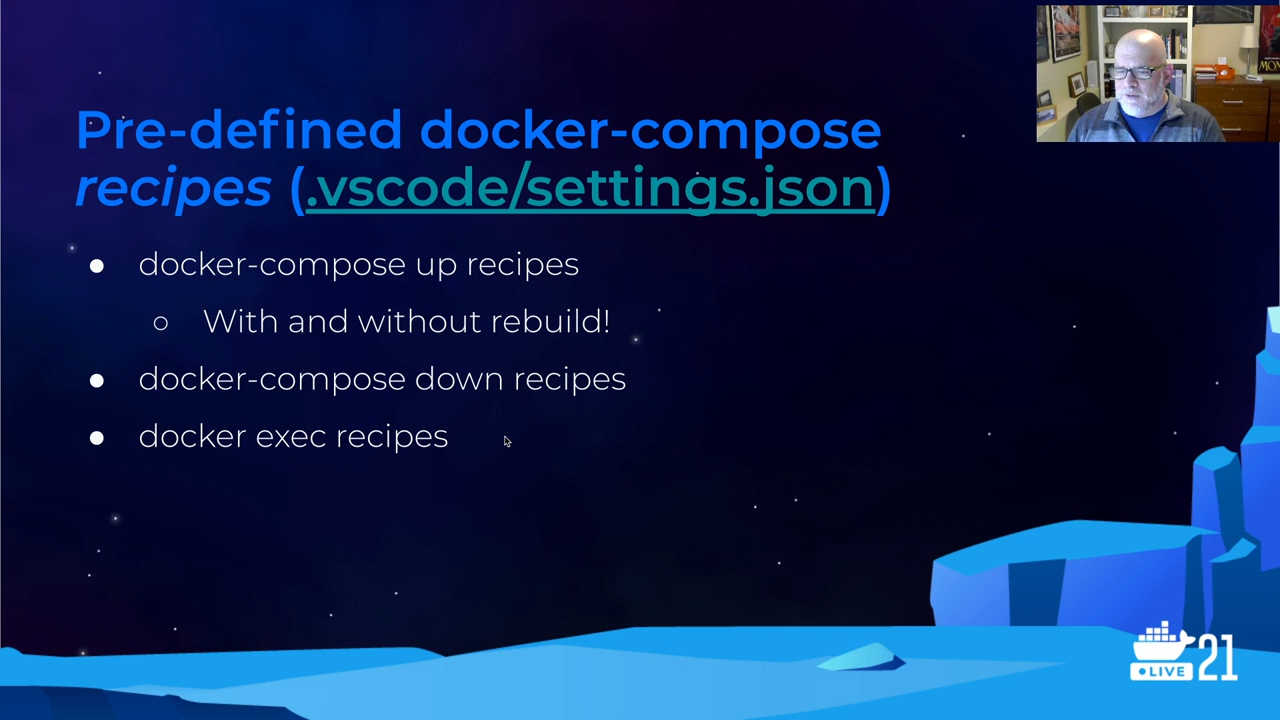 Pre-defined docker-compose
recipes (.vscode/settings.json)
● docker-compose up recipes
○ With and without rebuild!
● docker-compose down recipes
● docker exec recipes
LIVE 21